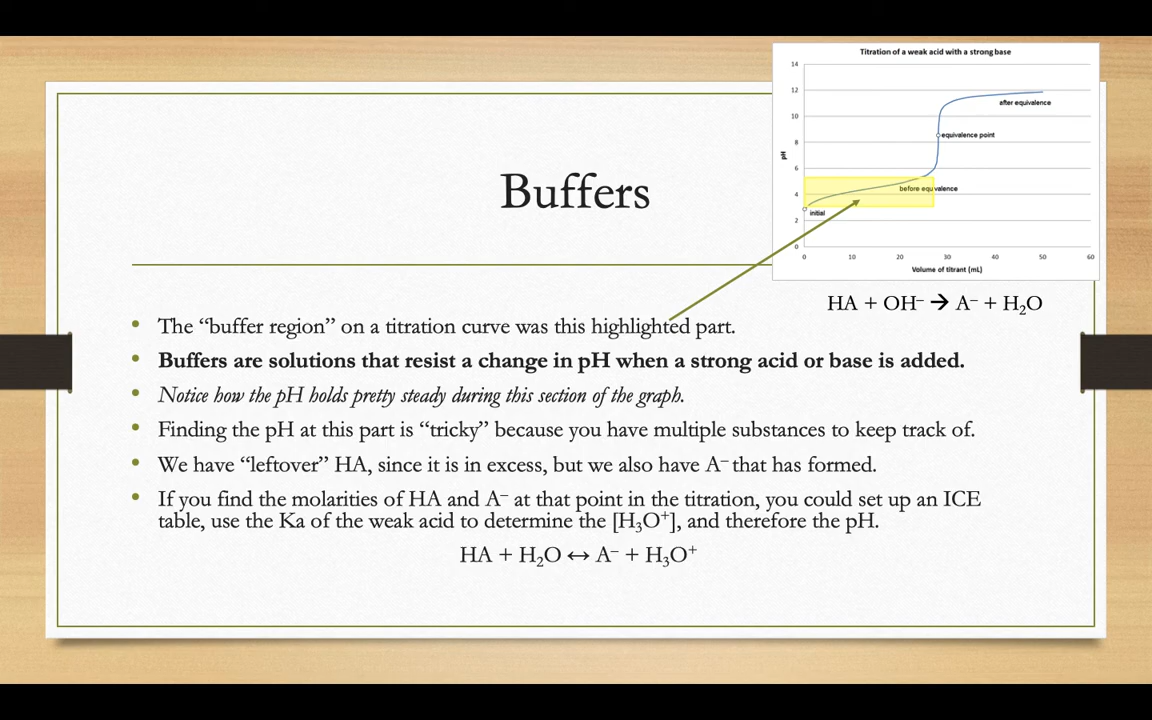 Titration of a weak acid with a strong base
14
12
10
8
6
4
2
0
pH
after equivalence
equivalence point
before equivalence
initial
0 10 20 30 40 50 60
Volume of titrant (mL)
HA + OH⁻ → A⁻ + H₂O
Buffers
• The “buffer region” on a titration curve was this highlighted part.
• Buffers are solutions that resist a change in pH when a strong acid or base is added.
• Notice how the pH holds pretty steady during this section of the graph.
• Finding the pH at this part is “tricky” because you have multiple substances to keep track of.
• We have “leftover” HA, since it is in excess, but we also have A⁻ that has formed.
• If you find the molarities of HA and A⁻ at that point in the titration, you could set up an ICE
table, use the Ka of the weak acid to determine the [H₃O⁺], and therefore the pH.
HA + H₂O ↔ A⁻ + H₃O⁺